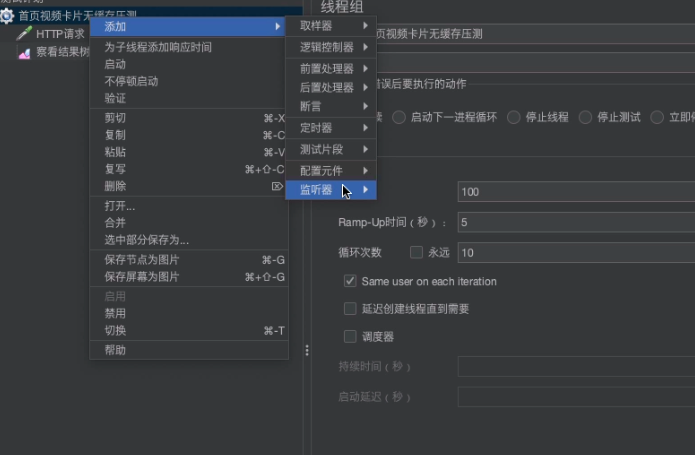 首页视频卡片无缓存压测
HTTP请求
察看结果树
添加
为子线程添加响应时间
启动
不停顿启动
验证
剪切 ⌘-X
复制 ⌘-C
粘贴 ⌘-V
复写 ⌘+⇧-C
删除 ⌦
打开...
合并
选中部分保存为...
保存节点为图片 ⌘-G
保存屏幕为图片 ⌘+⇧-G
启用
禁用
切换 ⌘-T
帮助
取样器
逻辑控制器
前置处理器
后置处理器
断言
定时器
测试片段
配置元件
监听器
线程组
页视频卡片无缓存压测
错误后要执行的动作
续 启动下一进程循环 停止线程 停止测试 立即停
100
Ramp-Up时间（秒）: 5
循环次数 永远 10
Same user on each iteration
延迟创建线程直到需要
调度器
持续时间（秒）
启动延迟（秒）